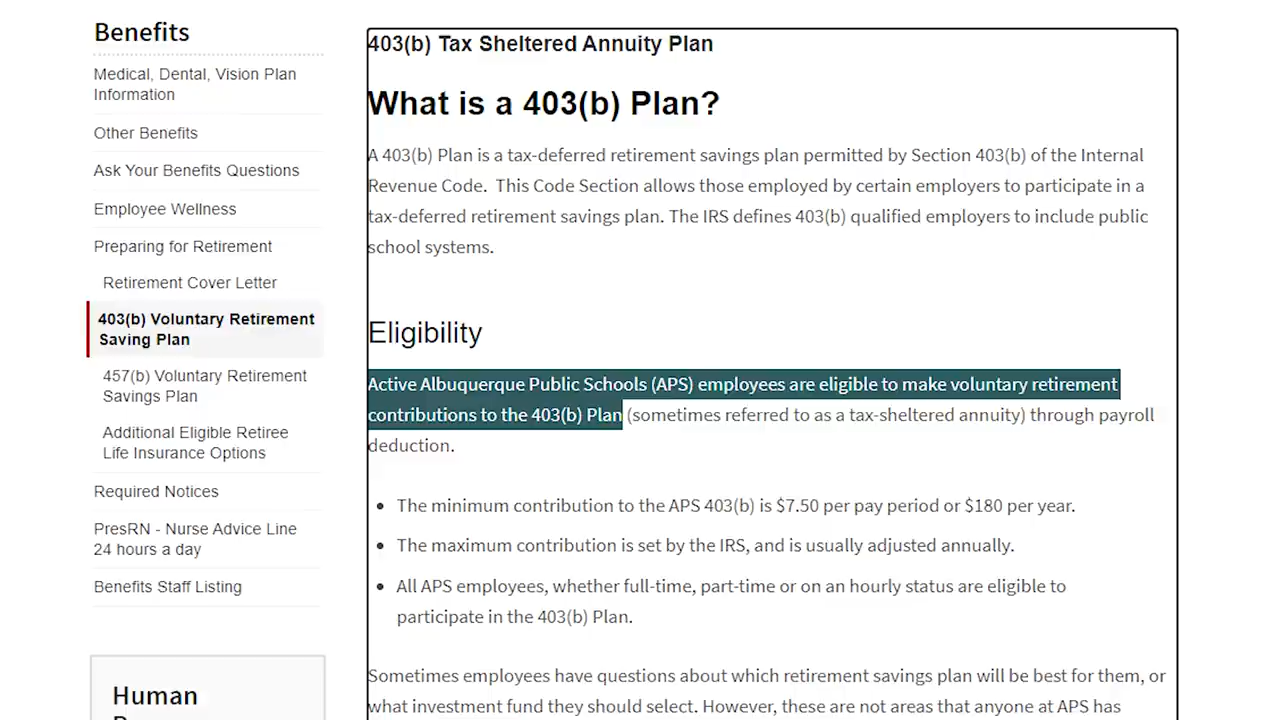 Benefits
Medical, Dental, Vision Plan
Information
Other Benefits
Ask Your Benefits Questions
Employee Wellness
Preparing for Retirement
Retirement Cover Letter
403(b) Voluntary Retirement
Saving Plan
457(b) Voluntary Retirement
Savings Plan
Additional Eligible Retiree
Life Insurance Options
Required Notices
PresRN - Nurse Advice Line
24 hours a day
Benefits Staff Listing
Human
403(b) Tax Sheltered Annuity Plan
What is a 403(b) Plan?
A 403(b) Plan is a tax-deferred retirement savings plan permitted by Section 403(b) of the Internal
Revenue Code.  This Code Section allows those employed by certain employers to participate in a
tax-deferred retirement savings plan. The IRS defines 403(b) qualified employers to include public
school systems.
Eligibility
Active Albuquerque Public Schools (APS) employees are eligible to make voluntary retirement
contributions to the 403(b) Plan (sometimes referred to as a tax-sheltered annuity) through payroll
deduction.
• The minimum contribution to the APS 403(b) is $7.50 per pay period or $180 per year.
• The maximum contribution is set by the IRS, and is usually adjusted annually.
• All APS employees, whether full-time, part-time or on an hourly status are eligible to
participate in the 403(b) Plan.
Sometimes employees have questions about which retirement savings plan will be best for them, or
what investment fund they should select. However, these are not areas that anyone at APS has